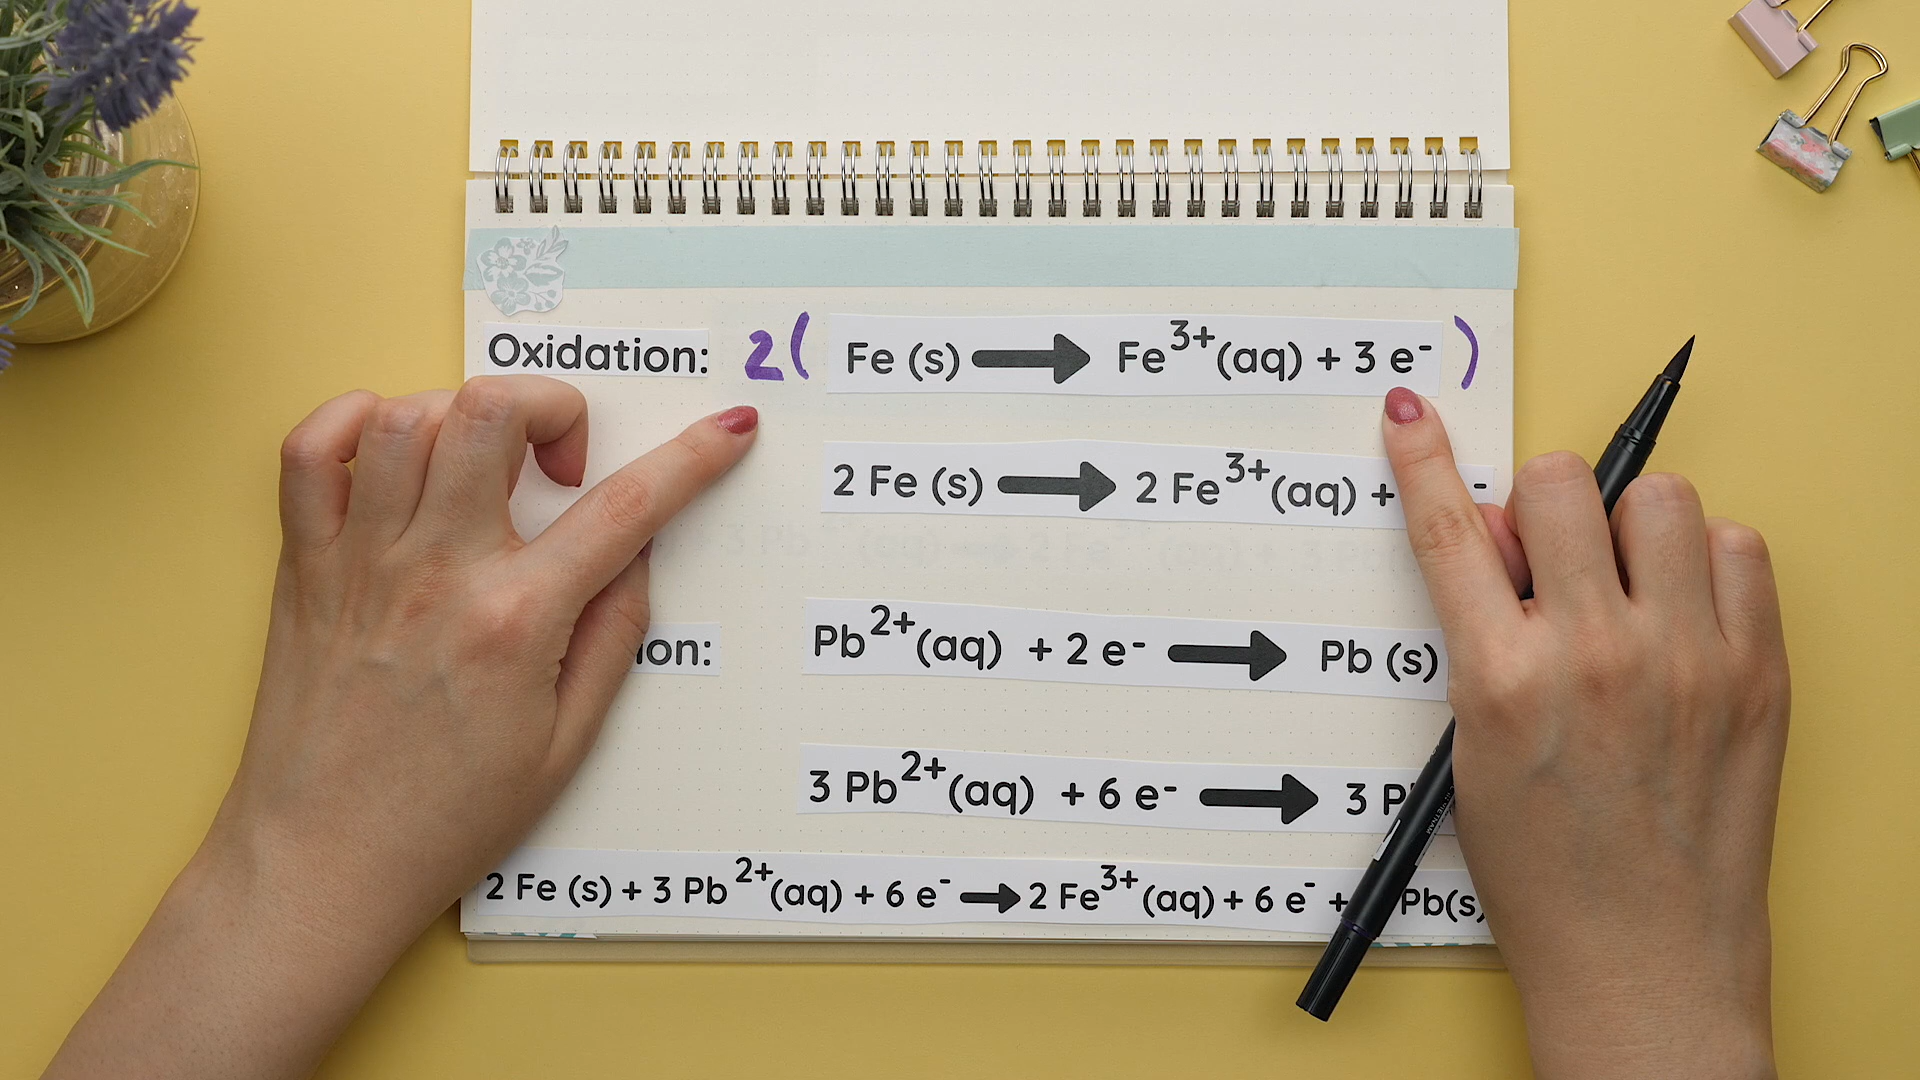 Oxidation: 2( Fe (s) → Fe³⁺(aq) + 3 e⁻ )
2 Fe (s) → 2 Fe³⁺(aq) + ⁻
ion: Pb²⁺(aq) + 2 e⁻ → Pb (s)
3 Pb²⁺(aq) + 6 e⁻ → 3 P
2 Fe (s) + 3 Pb²⁺(aq) + 6 e⁻ → 2 Fe³⁺(aq) + 6 e⁻ + Pb(s)